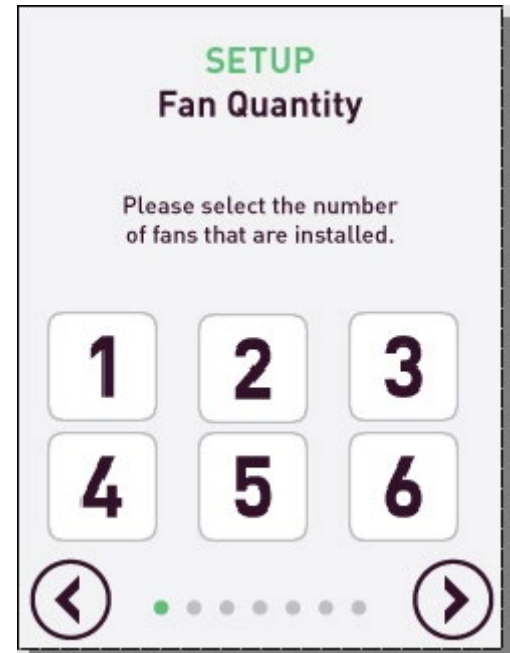 SETUP
Fan Quantity
Please select the number
of fans that are installed.
1 2 3
4 5 6